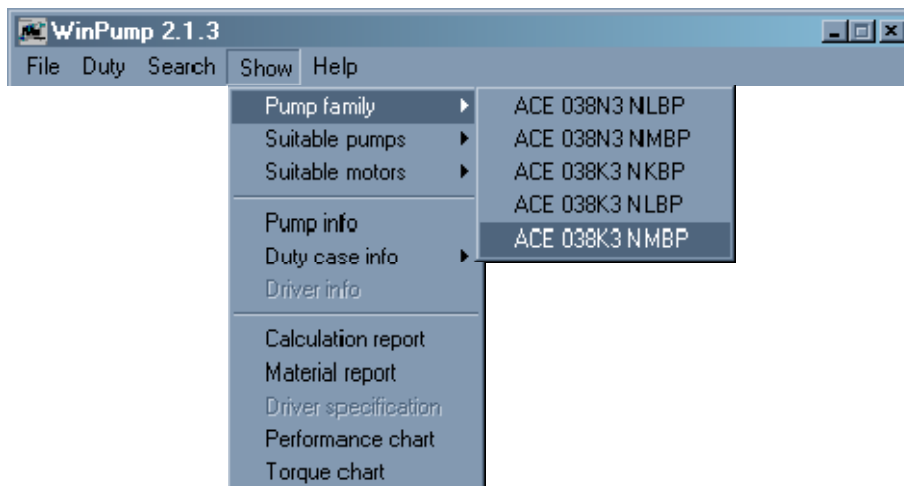 WinPump 2.1.3
File Duty Search Show Help
Pump family
Suitable pumps
Suitable motors
Pump info
Duty case info
Driver info
Calculation report
Material report
Driver specification
Performance chart
Torque chart
ACE 038N3 NLBP
ACE 038N3 NMBP
ACE 038K3 NKBP
ACE 038K3 NLBP
ACE 038K3 NMBP